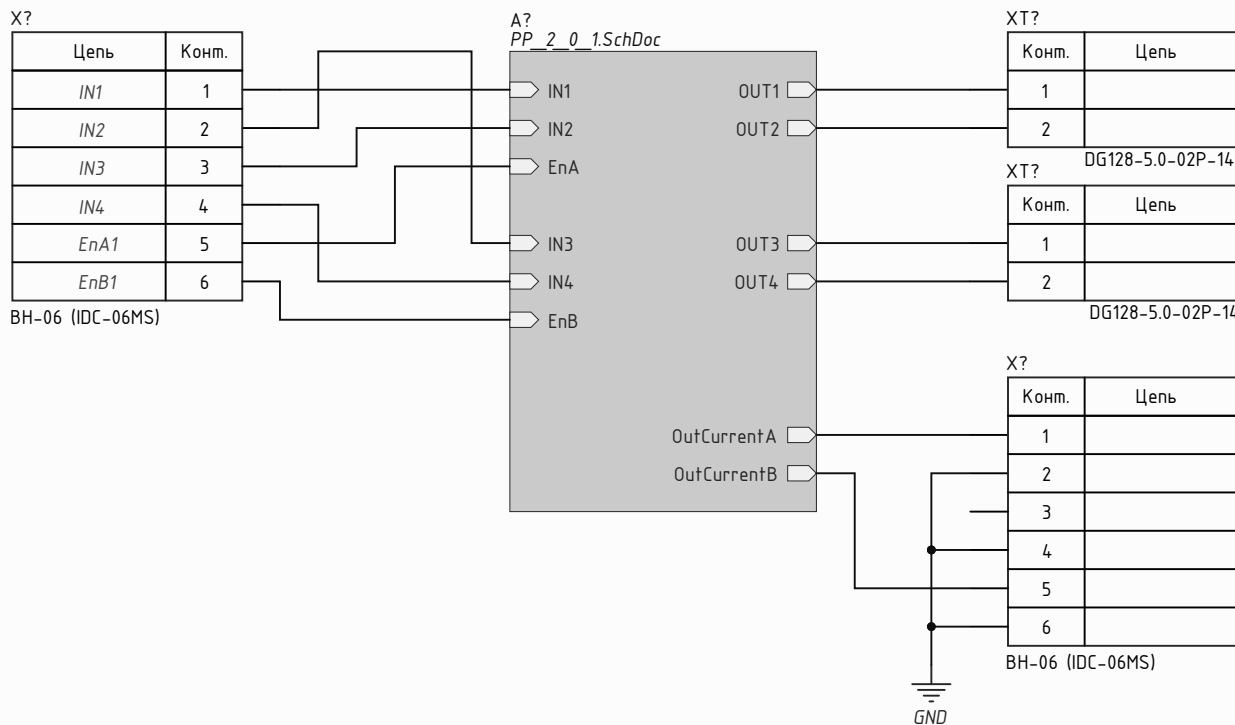 X?
Цепь Конт.
IN1 1
IN2 2
IN3 3
IN4 4
EnA1 5
EnB1 6
BH-06 (IDC-06MS)
A?
PP_2_0_1.SchDoc
IN1 OUT1
IN2 OUT2
EnA
IN3 OUT3
IN4 OUT4
EnB
OutCurrentA
OutCurrentB
XT?
Конт. Цепь
1
2
DG128-5.0-02P-14
XT?
Конт. Цепь
1
2
DG128-5.0-02P-14
X?
Конт. Цепь
1
2
3
4
5
6
BH-06 (IDC-06MS)
GND